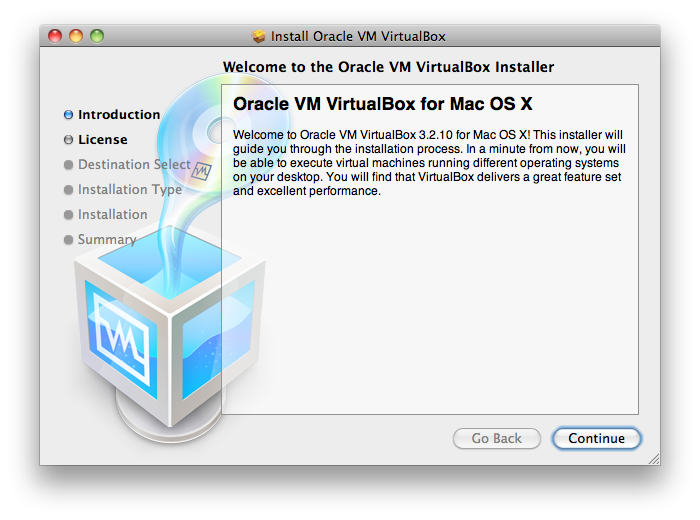 Install Oracle VM VirtualBox
Welcome to the Oracle VM VirtualBox Installer
Introduction
License
Destination Select
Installation Type
Installation
Summary
Oracle VM VirtualBox for Mac OS X
Welcome to Oracle VM VirtualBox 3.2.10 for Mac OS X! This installer will
guide you through the installation process. In a minute from now, you will
be able to execute virtual machines running different operating systems
on your desktop. You will find that VirtualBox delivers a great feature set
and excellent performance.
VM
Go Back
Continue